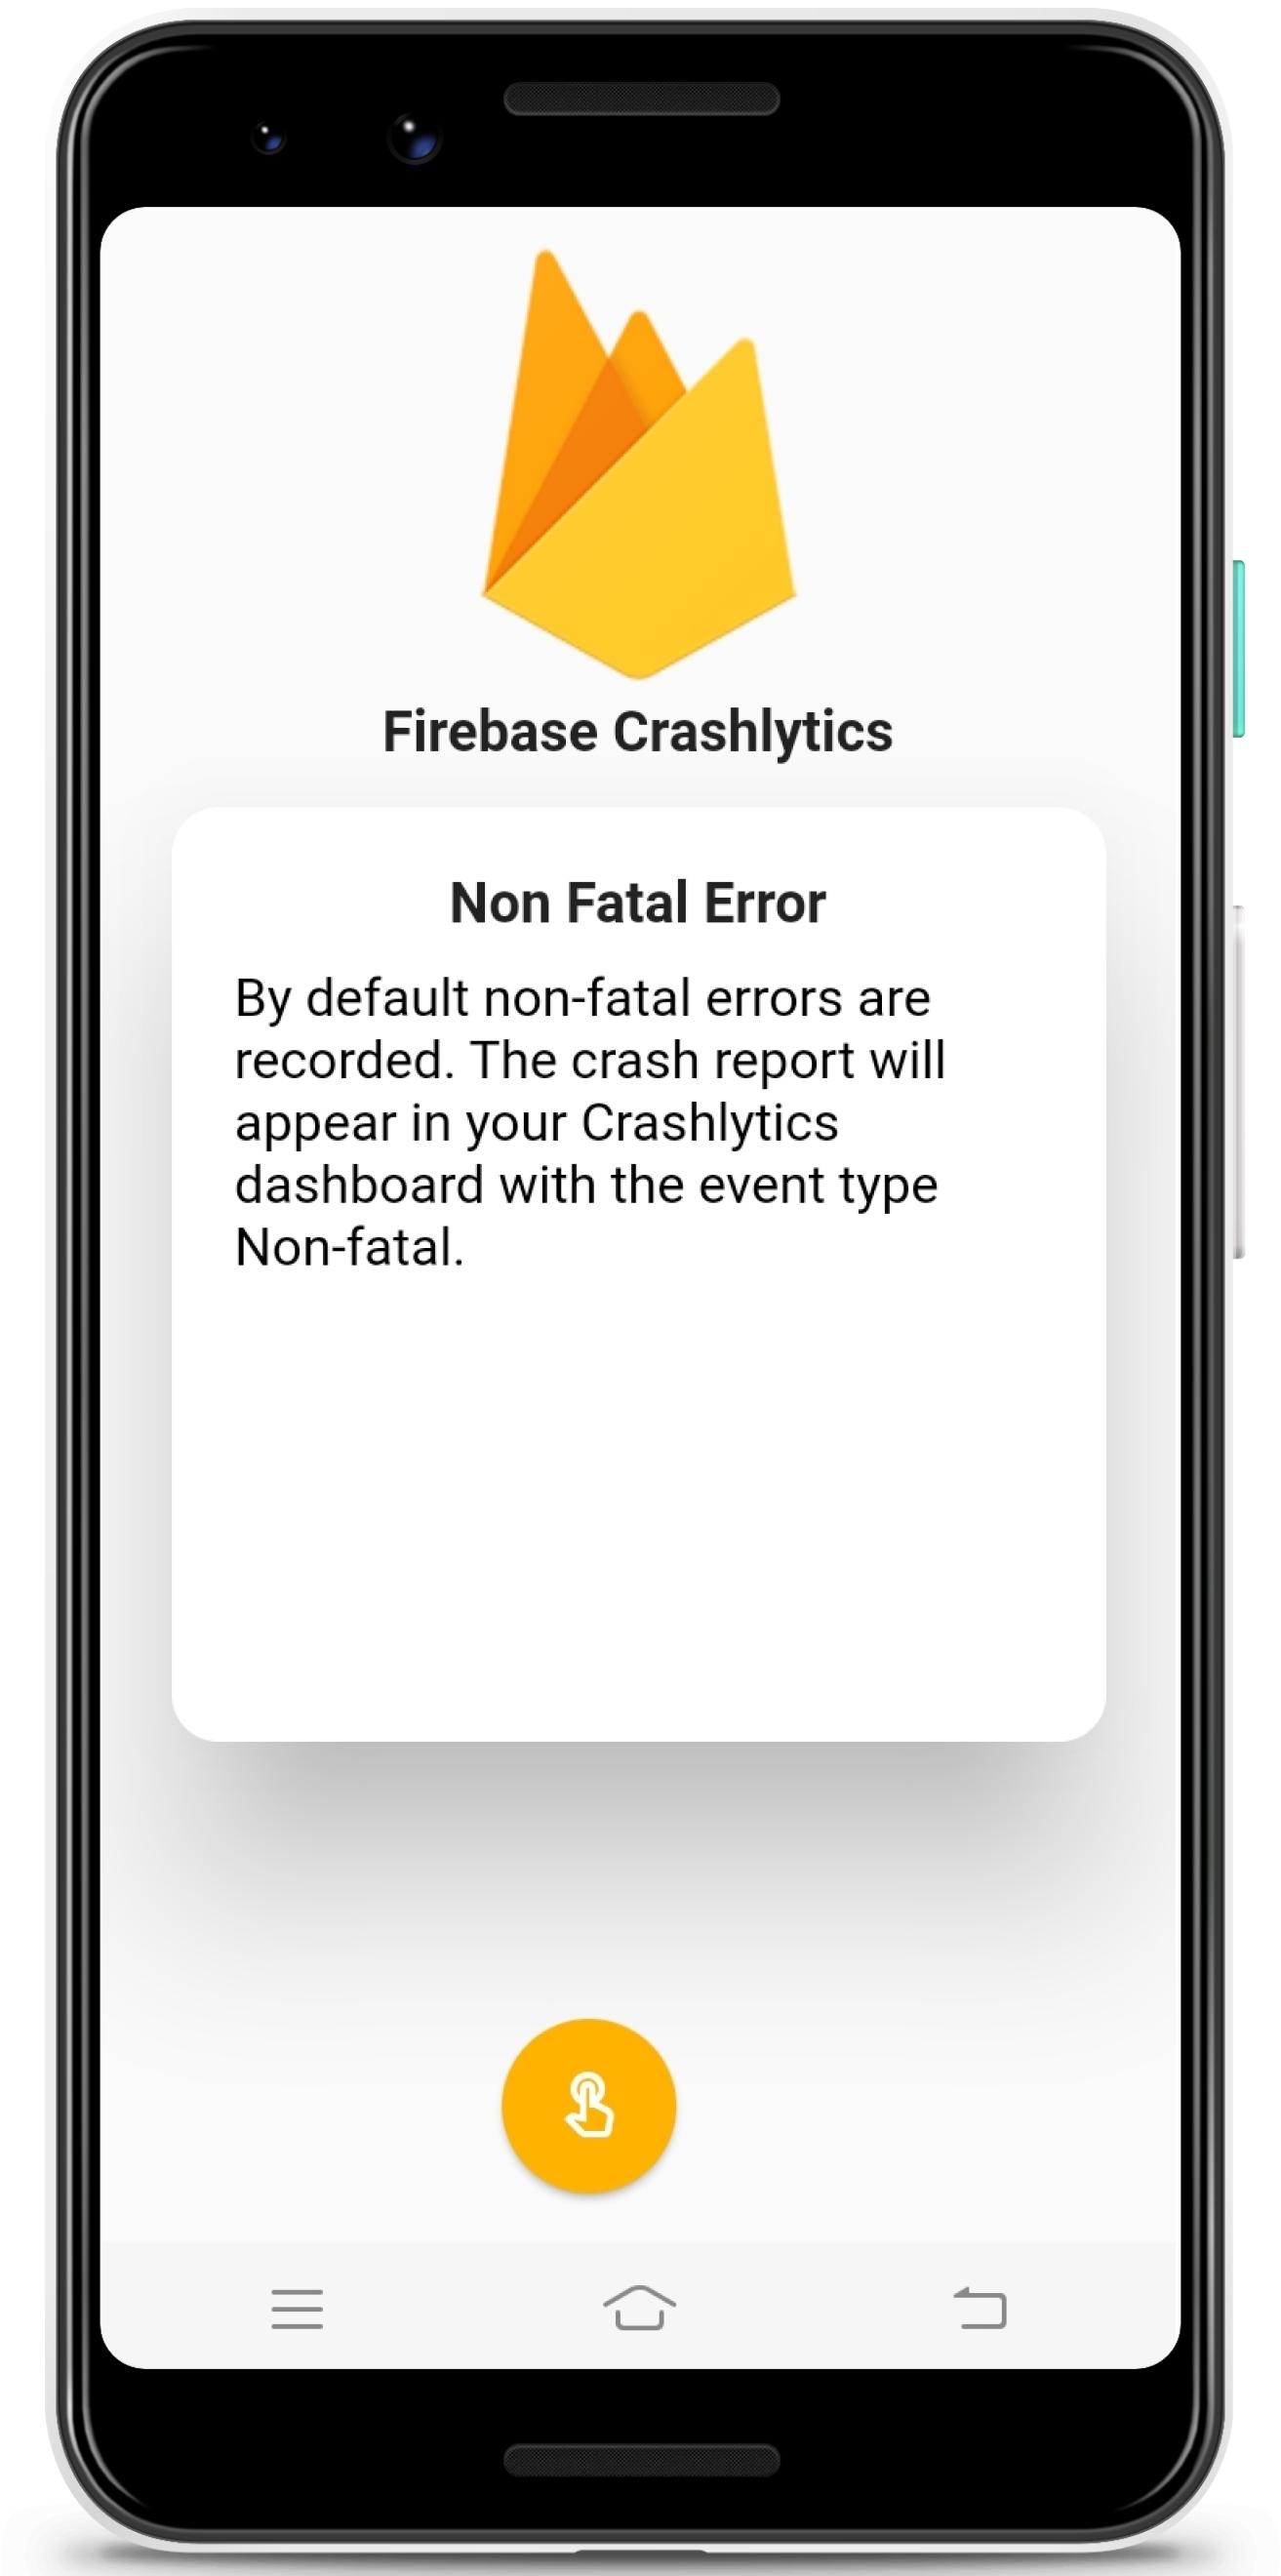 Firebase Crashlytics
Non Fatal Error
By default non-fatal errors are
recorded. The crash report will
appear in your Crashlytics
dashboard with the event type
Non-fatal.